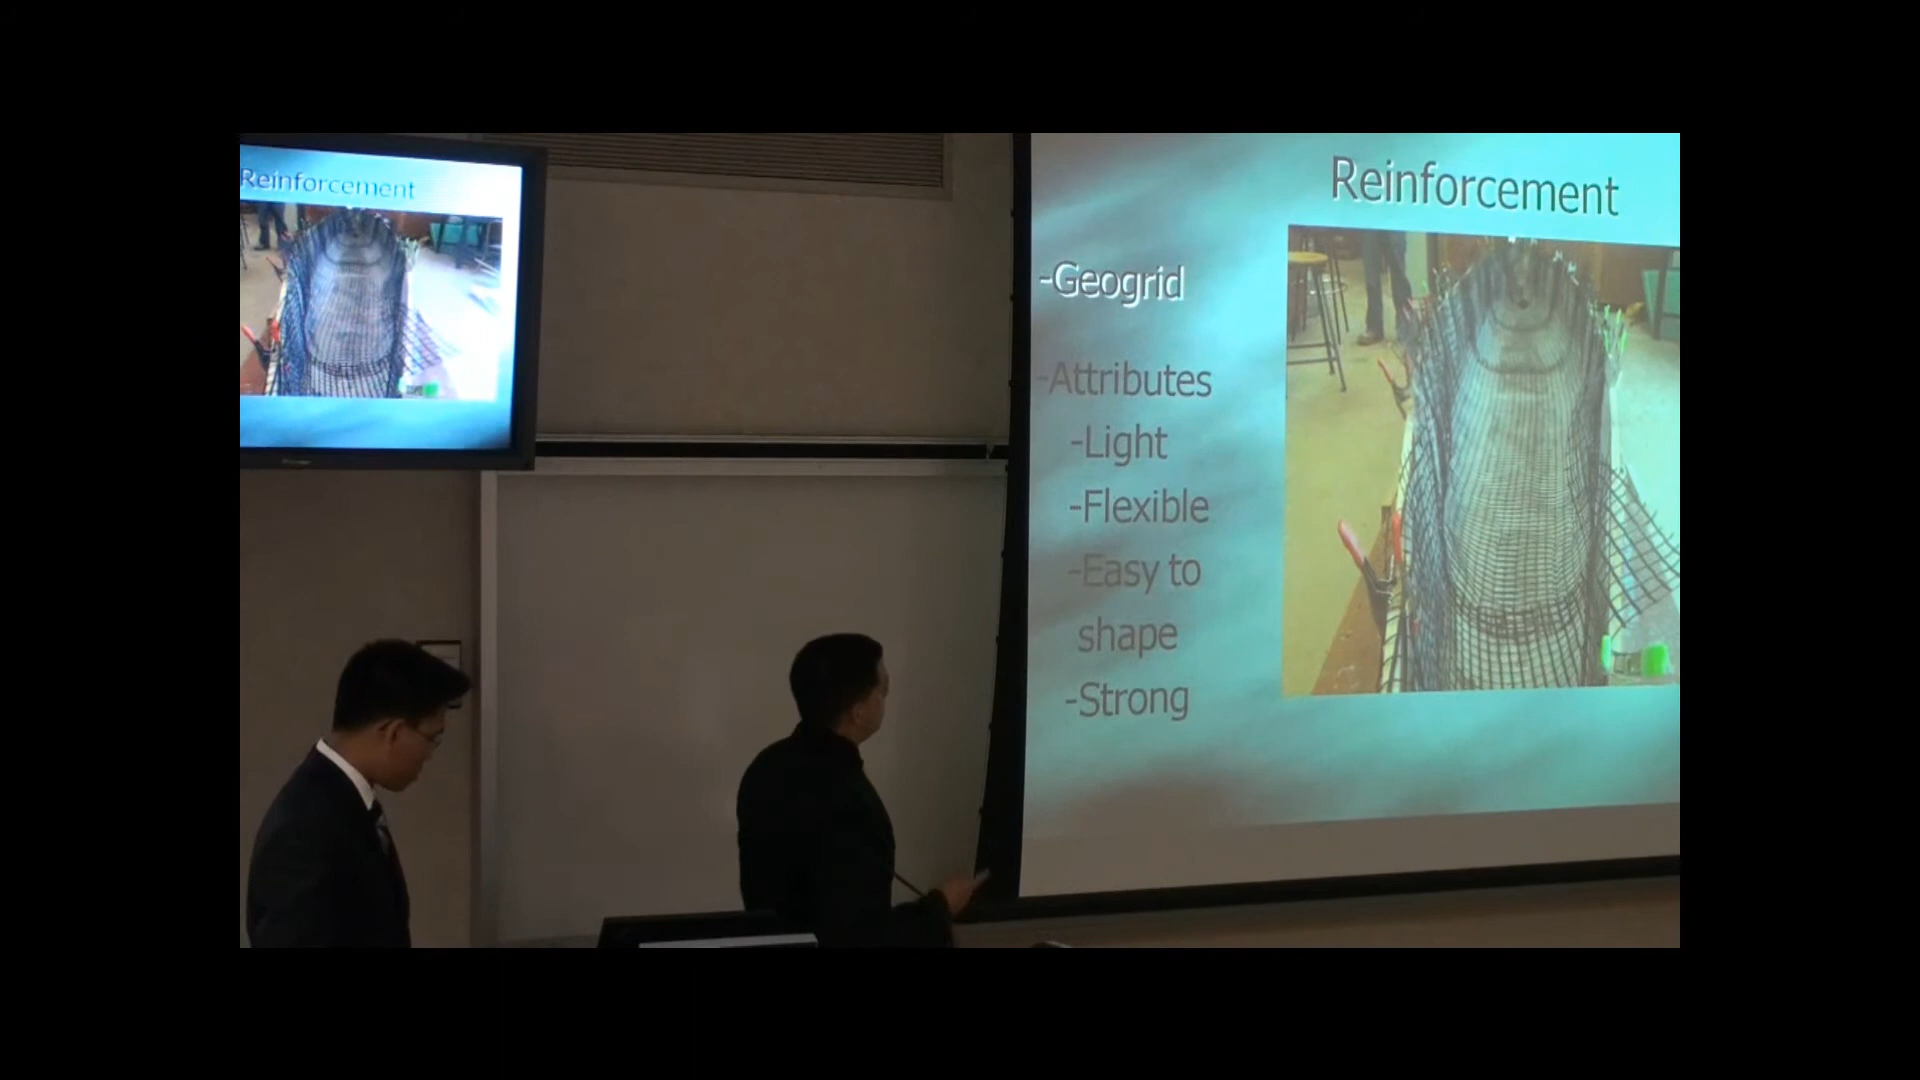 Reinforcement
Reinforcement
-Geogrid
-Attributes
-Light
-Flexible
-Easy to
shape
-Strong